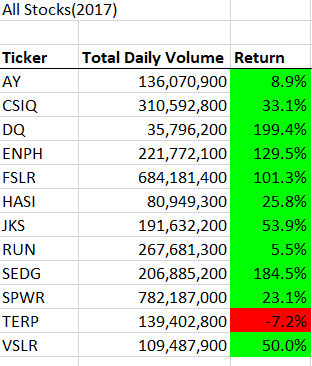 All Stocks(2017)
Ticker Total Daily Volume Return
AY 136,070,900 8.9%
CSIQ 310,592,800 33.1%
DQ 35,796,200 199.4%
ENPH 221,772,100 129.5%
FSLR 684,181,400 101.3%
HASI 80,949,300 25.8%
JKS 191,632,200 53.9%
RUN 267,681,300 5.5%
SEDG 206,885,200 184.5%
SPWR 782,187,000 23.1%
TERP 139,402,800 -7.2%
VSLR 109,487,900 50.0%